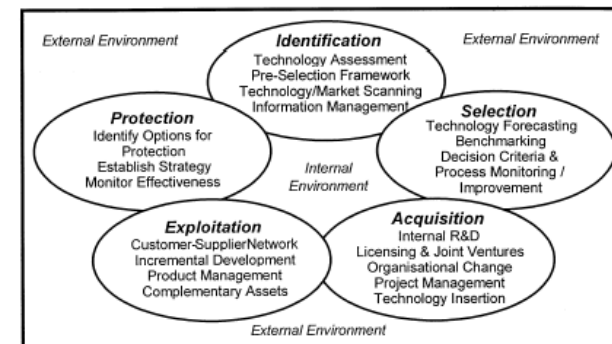 External Environment
External Environment
Identification
Technology Assessment
Pre-Selection Framework
Technology/Market Scanning
Information Management
Protection
Identify Options for
Protection
Establish Strategy
Monitor Effectiveness
Selection
Technology Forecasting
Benchmarking
Decision Criteria &
Process Monitoring /
Improvement
Internal
Environment
Exploitation
Customer-SupplierNetwork
Incremental Development
Product Management
Complementary Assets
Acquisition
Internal R&D
Licensing & Joint Ventures
Organisational Change
Project Management
Technology Insertion
External Environment